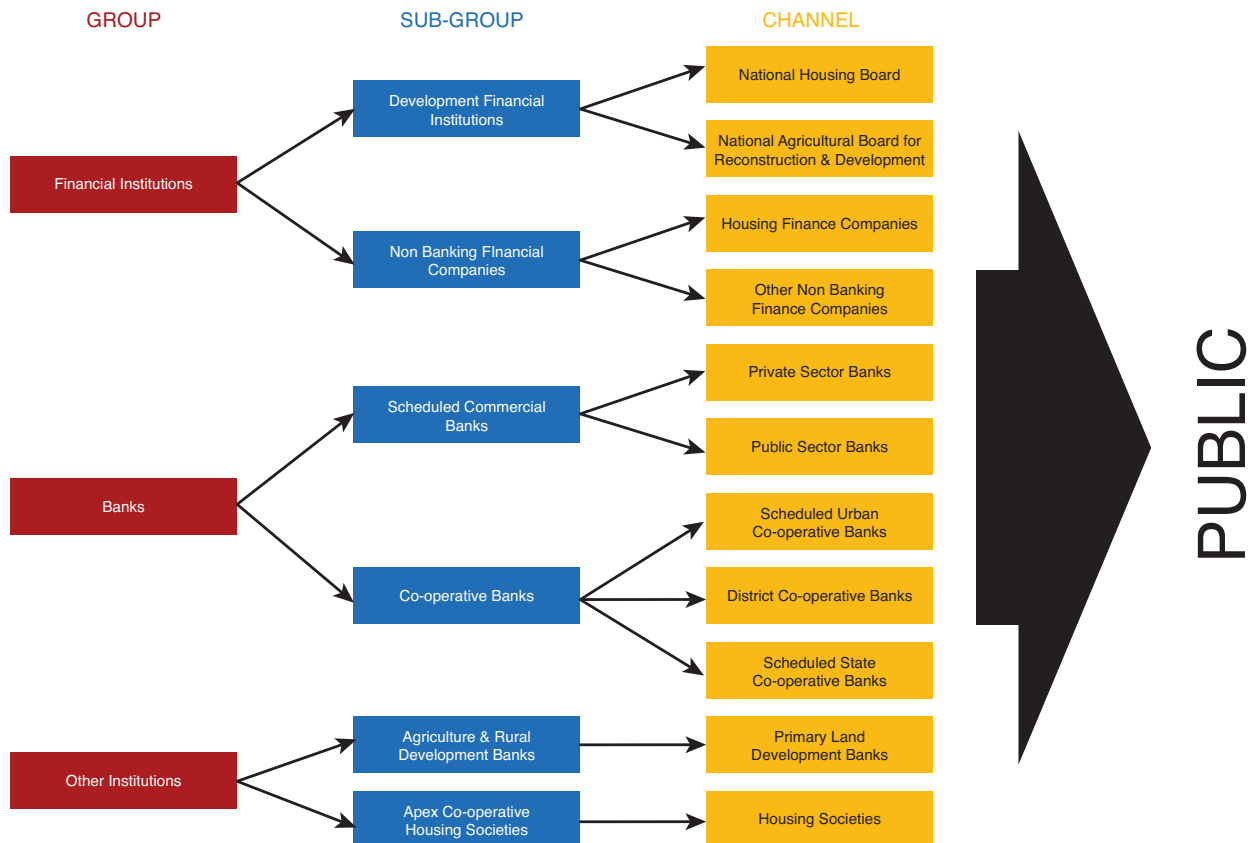 GROUP
SUB-GROUP
CHANNEL
Financial Institutions
Development Financial
Institutions
National Housing Board
National Agricultural Board for
Reconstruction & Development
Non Banking FInancial
Companies
Housing Finance Companies
Other Non Banking
Finance Companies
Banks
Scheduled Commercial
Banks
Private Sector Banks
Public Sector Banks
Co-operative Banks
Scheduled Urban
Co-operative Banks
District Co-operative Banks
Scheduled State
Co-operative Banks
Other Institutions
Agriculture & Rural
Development Banks
Primary Land
Development Banks
Apex Co-operative
Housing Societies
Housing Societies
PUBLIC